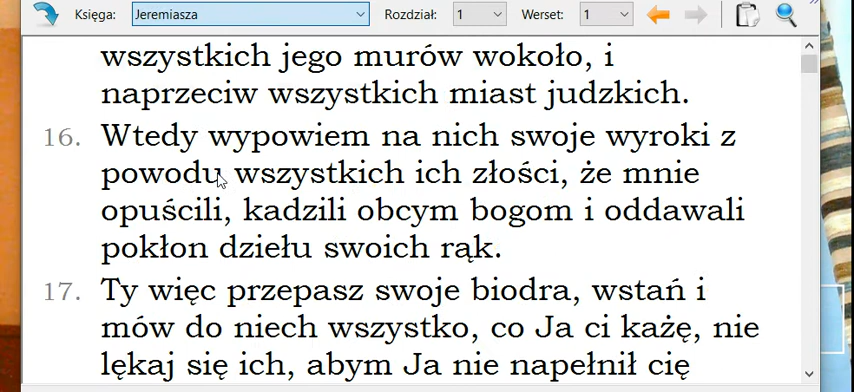 Księga: Jeremiasza Rozdział: 1 Werset: 1
wszystkich jego murów wokoło, i
naprzeciw wszystkich miast judzkich.
16. Wtedy wypowiem na nich swoje wyroki z
powodu wszystkich ich złości, że mnie
opuścili, kadzili obcym bogom i oddawali
pokłon dziełu swoich rąk.
17. Ty więc przepasz swoje biodra, wstań i
mów do niech wszystko, co Ja ci każę, nie
lękaj się ich, abym Ja nie napełnił cię